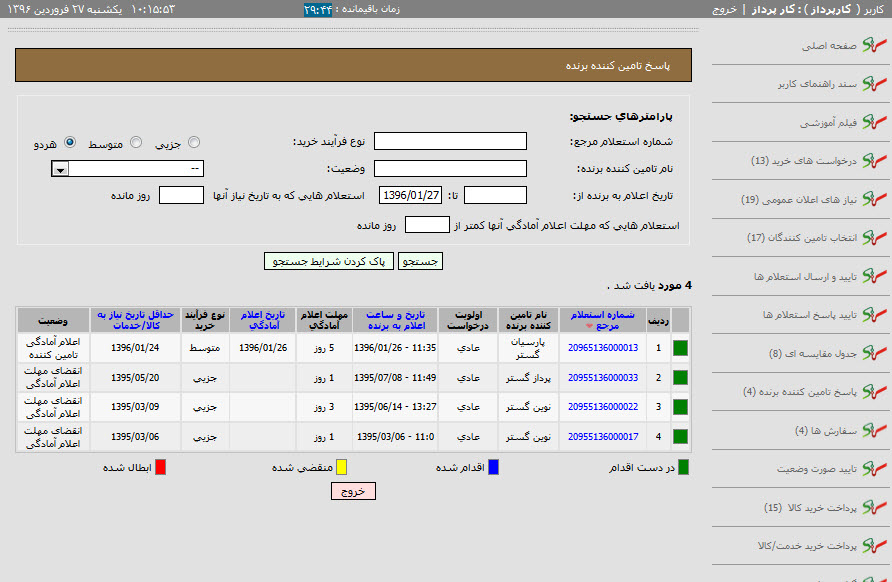 کاربر ( کارپرداز ) : کار پرداز | خروج
زمان باقیمانده : ۲۹:۴۴
۱۰:۱۵:۵۳ یکشنبه ۲۷ فروردین ۱۳۹۶
صفحه اصلی
سند راهنمای کاربر
فیلم آموزشی
درخواست های خرید (13)
نیاز های اعلان عمومی (19)
انتخاب تامین کنندگان (17)
تایید و ارسال استعلام ها
تایید پاسخ استعلام ها
جدول مقایسه ای (8)
پاسخ تامین کننده برنده (4)
سفارش ها (4)
تایید صورت وضعیت
پرداخت خرید کالا (15)
پرداخت خرید خدمت/کالا
پاسخ تامین کننده برنده
پارامترهای جستجو:
شماره استعلام مرجع: نوع فرآیند خرید: جزیی متوسط هردو
نام تامین کننده برنده: وضعیت: --
تاریخ اعلام به برنده از: تا: 1396/01/27 استعلام هایی که به تاریخ نیاز آنها روز مانده
استعلام هایی که مهلت اعلام آمادگی آنها کمتر از روز مانده
جستجو پاک کردن شرایط جستجو
4 مورد یافت شد .
ردیف شماره استعلام مرجع نام تامین کننده برنده اولویت درخواست تاریخ و ساعت اعلام به برنده مهلت اعلام آمادگی تاریخ اعلام آمادگی نوع فرآیند خرید حداقل تاریخ نیاز به کالا/خدمات وضعیت
1 20965136000013 پارسیان گستر عادي 1396/01/26 - 11:35 5 روز 1396/01/26 متوسط 1396/01/24 اعلام آمادگی تامین کننده
2 20955136000033 پرداز گستر عادي 1395/07/08 - 11:49 1 روز جزیی 1395/05/20 انقضای مهلت اعلام آمادگی
3 20955136000022 نوین گستر عادي 1395/06/14 - 13:27 3 روز جزیی 1395/03/09 انقضای مهلت اعلام آمادگی
4 20955136000017 نوین گستر عادي 1395/03/06 - 11:0 1 روز جزیی 1395/03/06 انقضای مهلت اعلام آمادگی
در دست اقدام اقدام شده منقضي شده ابطال شده
خروج